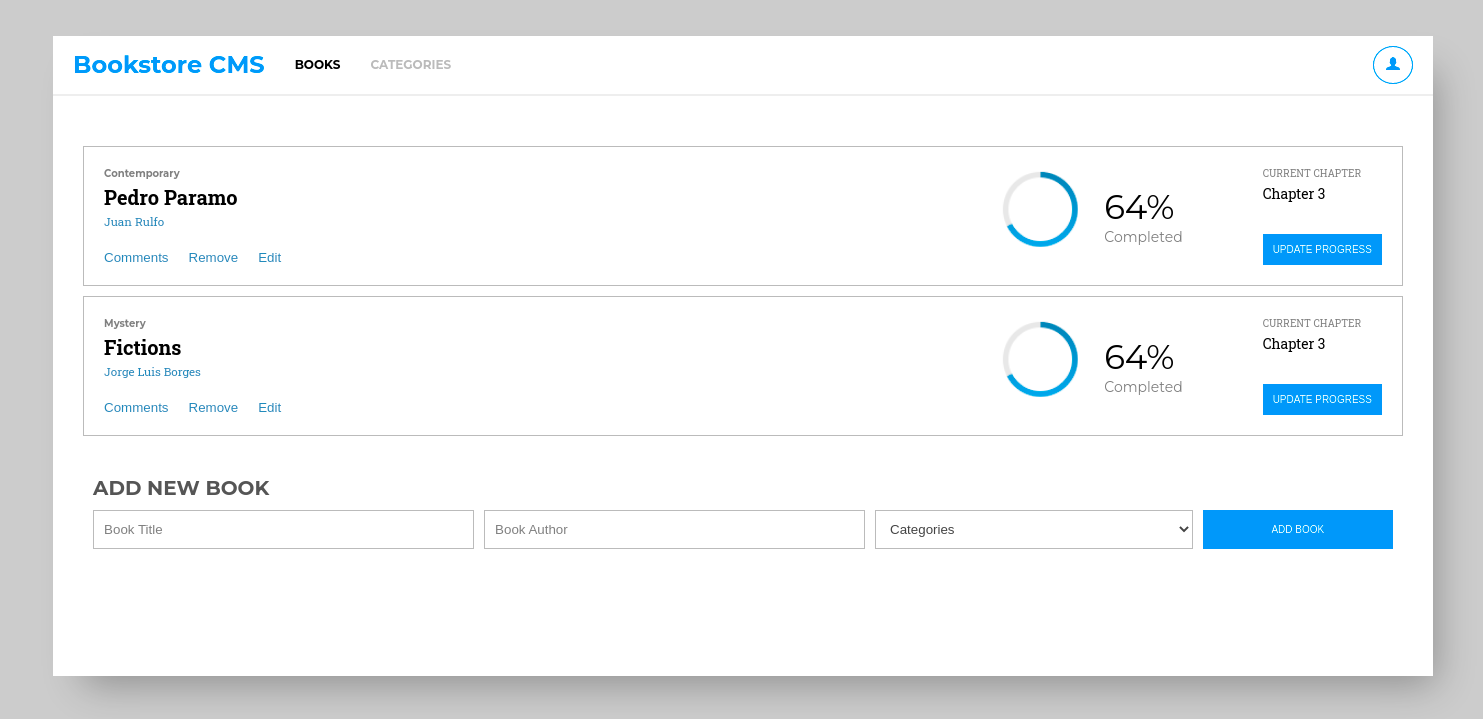 Bookstore CMS BOOKS CATEGORIES
Contemporary
Pedro Paramo
Juan Rulfo
Comments Remove Edit
64%
Completed
CURRENT CHAPTER
Chapter 3
UPDATE PROGRESS
Mystery
Fictions
Jorge Luis Borges
Comments Remove Edit
64%
Completed
CURRENT CHAPTER
Chapter 3
UPDATE PROGRESS
ADD NEW BOOK
Book Title Book Author Categories ADD BOOK